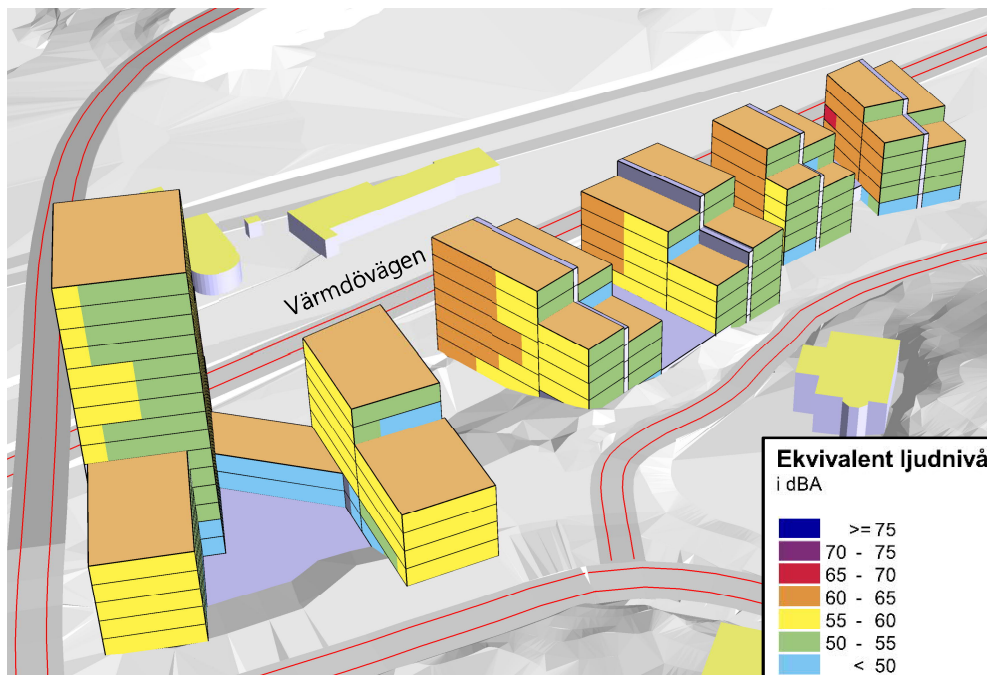 Värmdövägen
Ekvivalent ljudnivå
i dBA
>= 75
70 - 75
65 - 70
60 - 65
55 - 60
50 - 55
< 50